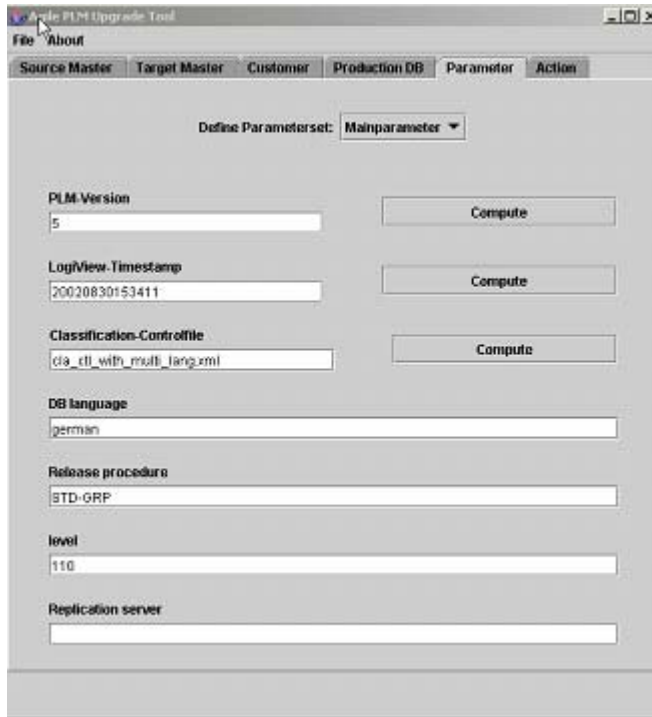 Agile PLM Upgrade Tool
File About
Source Master Target Master Customer Production DB Parameter Action
Define Parameterset: Mainparameter
PLM-Version
5
Compute
LogiView-Timestamp
20020830153411
Compute
Classification-Controlfile
cla_ctl_with_multi_lang.xml
Compute
DB language
german
Release procedure
STD-GRP
level
110
Replication server